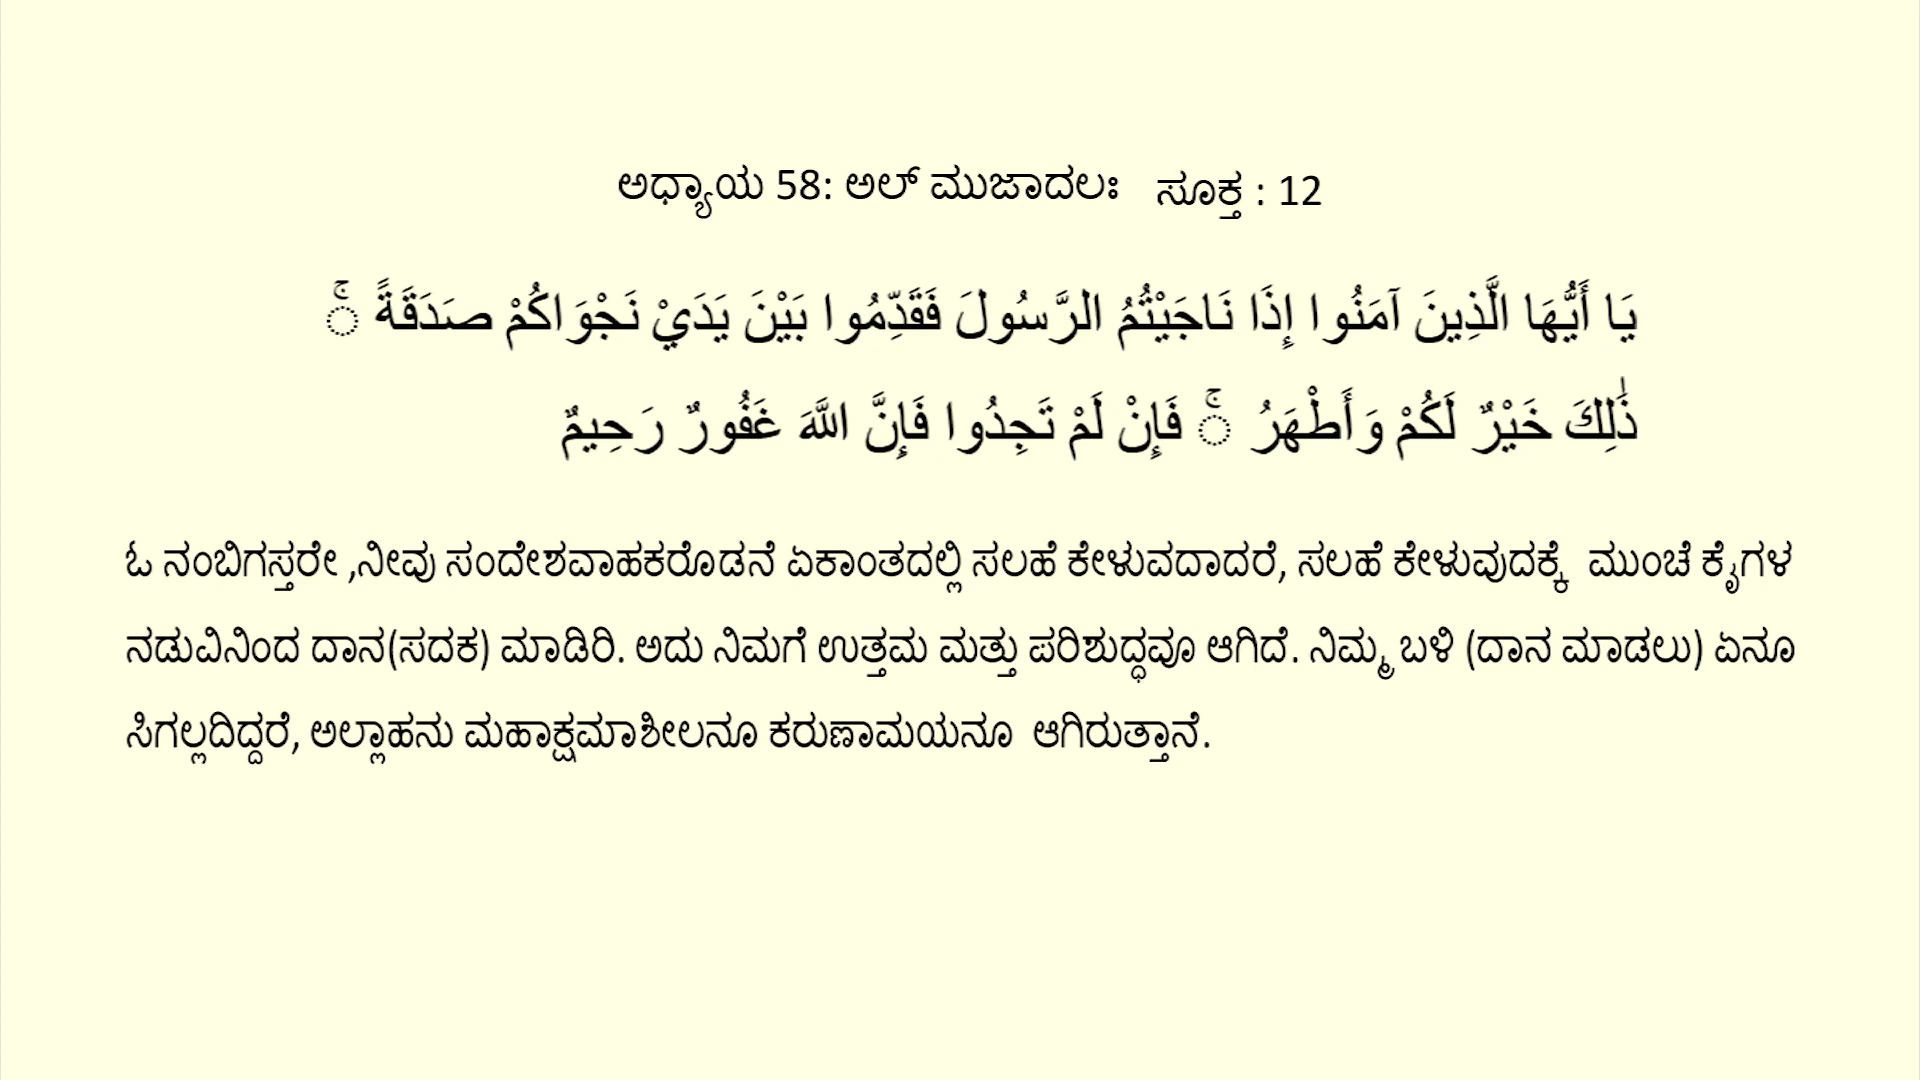 ಅಧ್ಯಾಯ 58: ಅಲ್ ಮುಜಾದಲಃ ಸೂಕ್ತ : 12
يَا أَيُّهَا الَّذِينَ آمَنُوا إِذَا نَاجَيْتُمُ الرَّسُولَ فَقَدِّمُوا بَيْنَ يَدَيْ نَجْوَاكُمْ صَدَقَةً ۚ
ذَٰلِكَ خَيْرٌ لَكُمْ وَأَطْهَرُ ۚ فَإِنْ لَمْ تَجِدُوا فَإِنَّ اللَّهَ غَفُورٌ رَحِيمٌ
ಓ ನಂಬಿಗಸ್ತರೇ ,ನೀವು ಸಂದೇಶವಾಹಕರೊಡನೆ ಏಕಾಂತದಲ್ಲಿ ಸಲಹೆ ಕೇಳುವದಾದರೆ, ಸಲಹೆ ಕೇಳುವುದಕ್ಕೆ ಮುಂಚೆ ಕೈಗಳ
ನಡುವಿನಿಂದ ದಾನ(ಸದಕ) ಮಾಡಿರಿ. ಅದು ನಿಮಗೆ ಉತ್ತಮ ಮತ್ತು ಪರಿಶುದ್ಧವೂ ಆಗಿದೆ. ನಿಮ್ಮ ಬಳಿ (ದಾನ ಮಾಡಲು) ಏನೂ
ಸಿಗಲ್ಲದಿದ್ದರೆ, ಅಲ್ಲಾಹನು ಮಹಾಕ್ಷಮಾಶೀಲನೂ ಕರುಣಾಮಯನೂ ಆಗಿರುತ್ತಾನೆ.